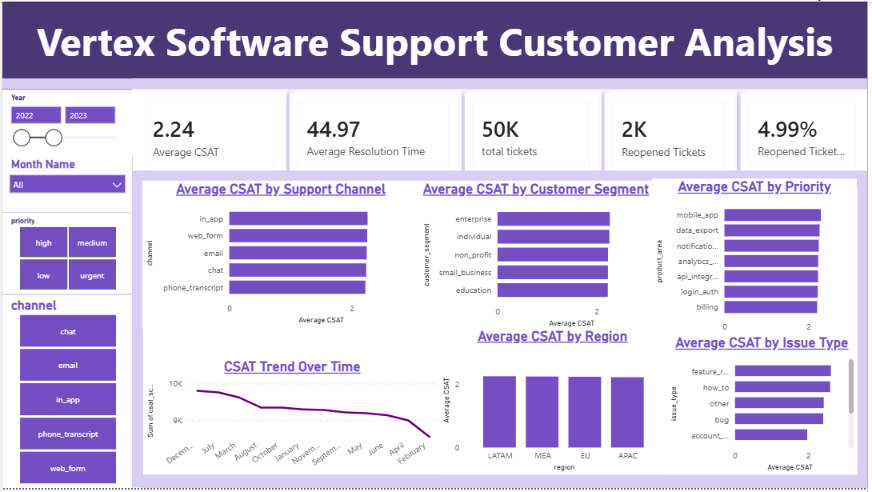 Vertex Software Support Customer Analysis
Year
2022 2023
Month Name
All
priority
high medium
low urgent
channel
chat
email
in_app
phone_transcript
web_form
2.24
Average CSAT
44.97
Average Resolution Time
50K
total tickets
2K
Reopened Tickets
4.99%
Reopened Ticket...
Average CSAT by Support Channel
channel
in_app
web_form
email
chat
phone_transcript
0 2
Average CSAT
Average CSAT by Customer Segment
customer_segment
enterprise
individual
non_profit
small_business
education
0 2
Average CSAT
Average CSAT by Priority
product_area
mobile_app
data_export
notificatio...
analytics_...
api_integr...
login_auth
billing
0 2
CSAT Trend Over Time
Sum of csat_sc...
10K
9K
Decem... July March August October January Novem... Septem... May June April February
Average CSAT by Region
Average CSAT
2
0
LATAM MEA EU APAC
region
Average CSAT by Issue Type
issue_type
feature_r...
how_to
other
bug
account_...
0 2
Average CSAT